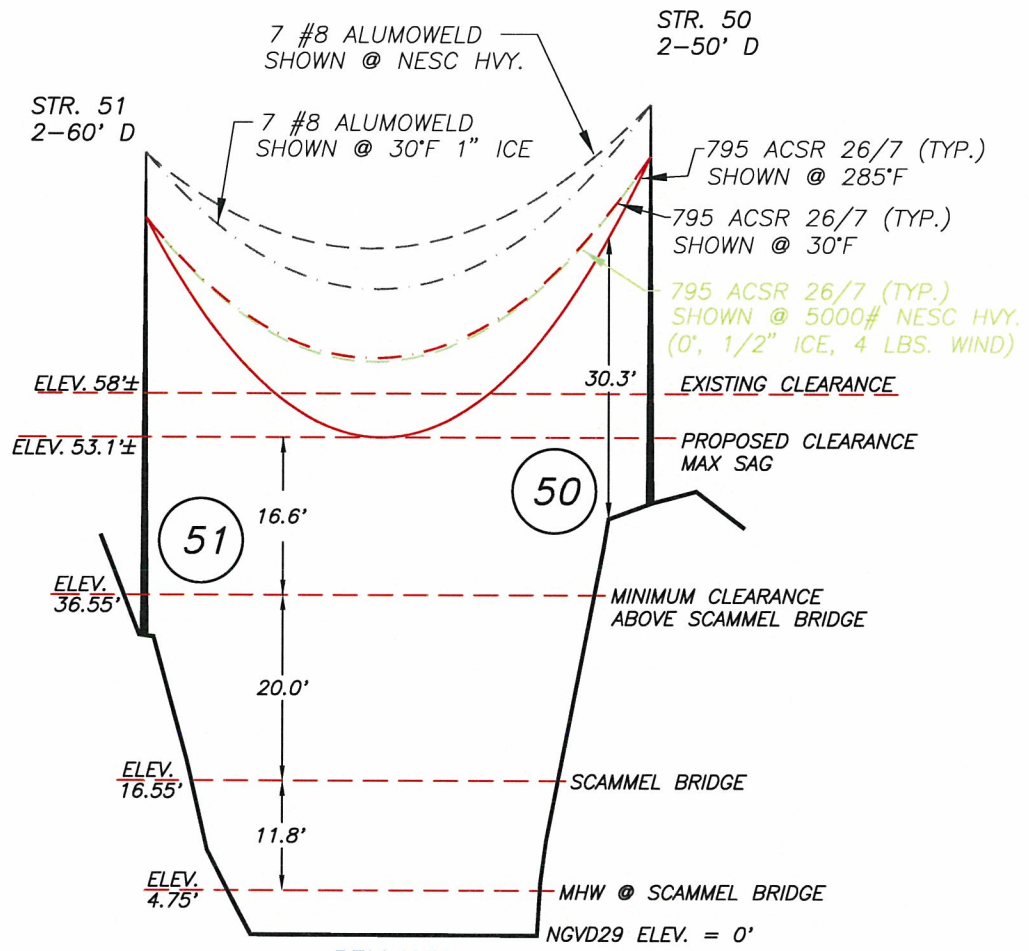 STR. 50
2-50' D
7 #8 ALUMOWELD
SHOWN @ NESC HVY.
STR. 51
2-60' D
7 #8 ALUMOWELD
SHOWN @ 30°F 1" ICE
795 ACSR 26/7 (TYP.)
SHOWN @ 285°F
795 ACSR 26/7 (TYP.)
SHOWN @ 30°F
795 ACSR 26/7 (TYP.)
SHOWN @ 5000# NESC HVY.
(0°, 1/2" ICE, 4 LBS. WIND)
30.3'
ELEV. 58'±
EXISTING CLEARANCE
ELEV. 53.1'±
PROPOSED CLEARANCE
MAX SAG
16.6'
51
50
ELEV.
36.55'
MINIMUM CLEARANCE
ABOVE SCAMMEL BRIDGE
20.0'
ELEV.
16.55'
SCAMMEL BRIDGE
11.8'
ELEV.
4.75'
MHW @ SCAMMEL BRIDGE
NGVD29 ELEV. = 0'